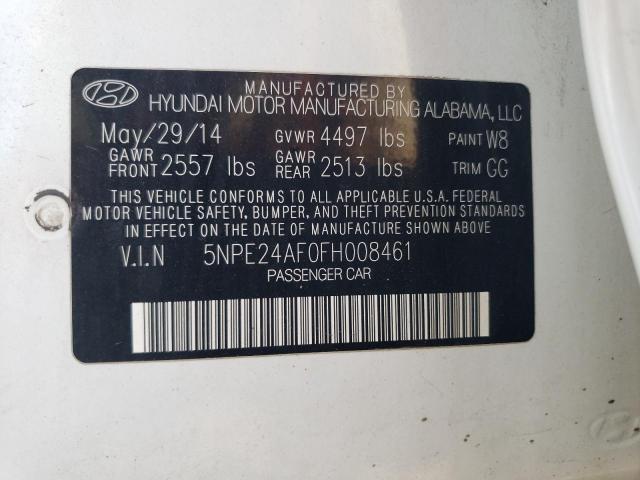 MANUFACTURED BY
HYUNDAI MOTOR MANUFACTURING ALABAMA, LLC
May/29/14 GVWR 4497 lbs PAINT W8
GAWR FRONT 2557 lbs GAWR REAR 2513 lbs TRIM GG
THIS VEHICLE CONFORMS TO ALL APPLICABLE U.S.A. FEDERAL
MOTOR VEHICLE SAFETY, BUMPER, AND THEFT PREVENTION STANDARDS
IN EFFECT ON THE DATE OF MANUFACTURE SHOWN ABOVE.
V.I.N 5NPE24AF0FH008461
PASSENGER CAR